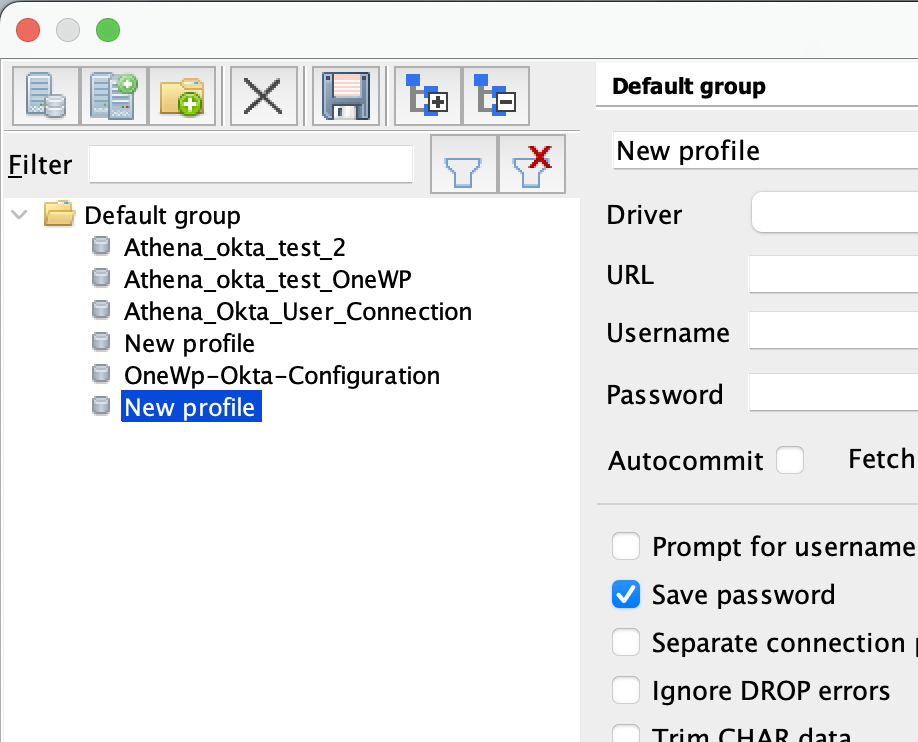 Filter
Default group
Athena_okta_test_2
Athena_okta_test_OneWP
Athena_Okta_User_Connection
New profile
OneWp-Okta-Configuration
New profile
Default group
New profile
Driver
URL
Username
Password
Autocommit Fetch
Prompt for username
Save password
Separate connection p
Ignore DROP errors
Trim CHAR data